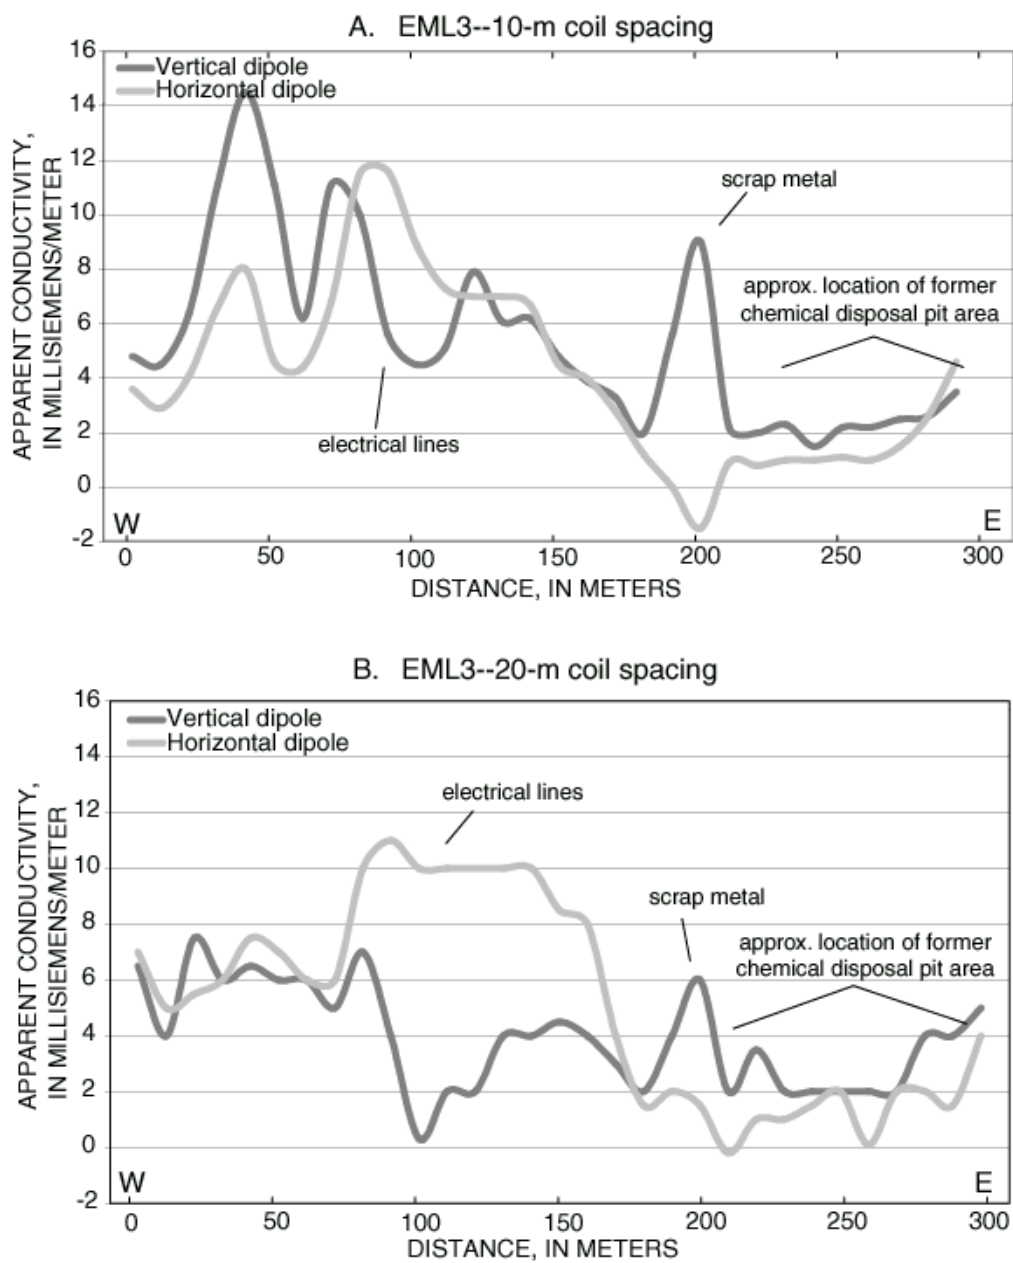 A. EML3--10-m coil spacing
16
Vertical dipole
Horizontal dipole
14
12
10
8
6
4
2
0
-2
APPARENT CONDUCTIVITY,
IN MILLISIEMENS/METER
scrap metal
approx. location of former
chemical disposal pit area
electrical lines
W
E
0 50 100 150 200 250 300
DISTANCE, IN METERS
B. EML3--20-m coil spacing
16
Vertical dipole
Horizontal dipole
14
12
10
8
6
4
2
0
-2
APPARENT CONDUCTIVITY,
IN MILLISIEMENS/METER
electrical lines
scrap metal
approx. location of former
chemical disposal pit area
W
E
0 50 100 150 200 250 300
DISTANCE, IN METERS